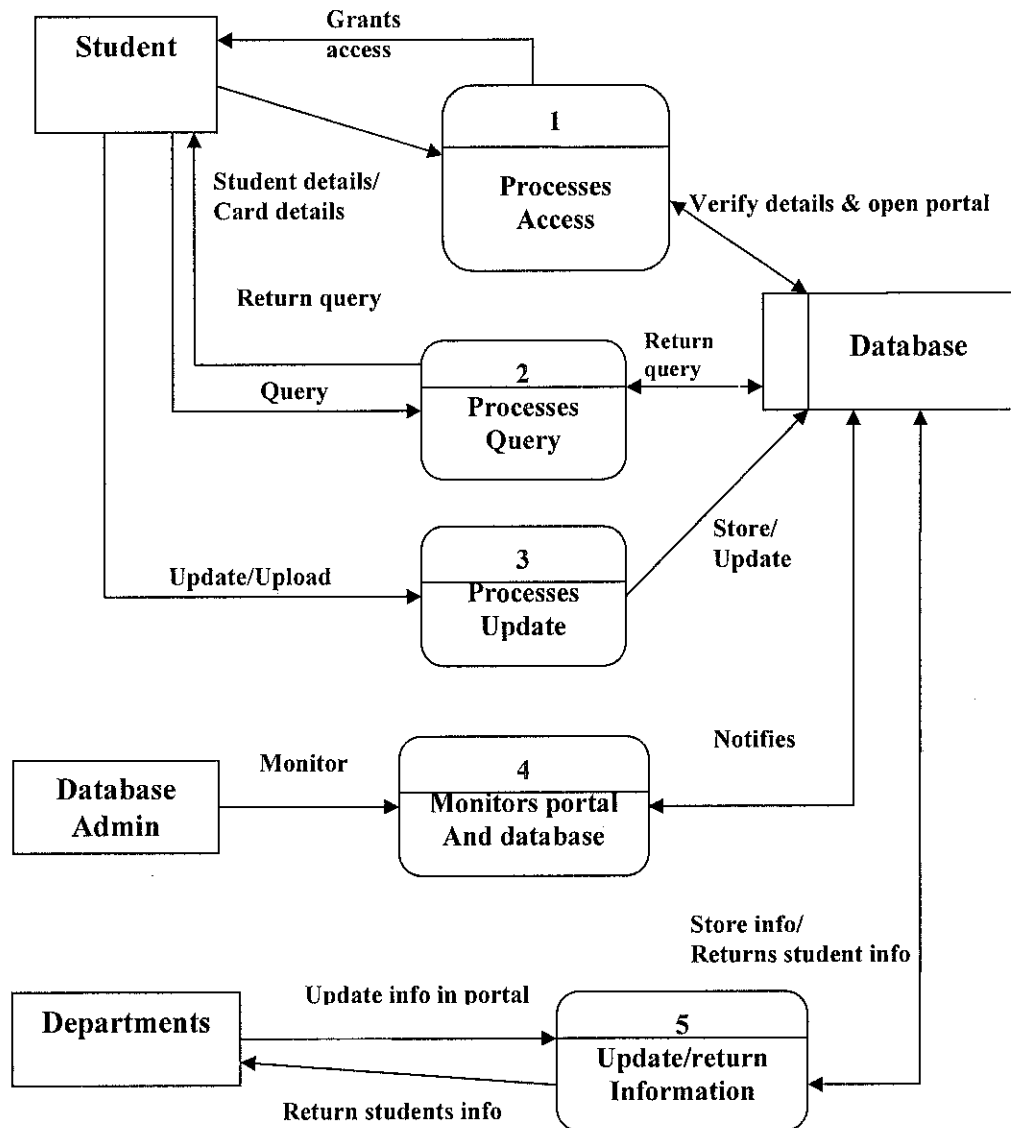 Grants
access
Student
1
Processes
Access
Student details/
Card details
Verify details & open portal
Return query
Database
Return
query
2
Processes
Query
Query
Store/
Update
3
Processes
Update
Update/Upload
Notifies
Monitor
4
Monitors portal
And database
Database
Admin
Store info/
Returns student info
Update info in portal
Departments
5
Update/return
Information
Return students info